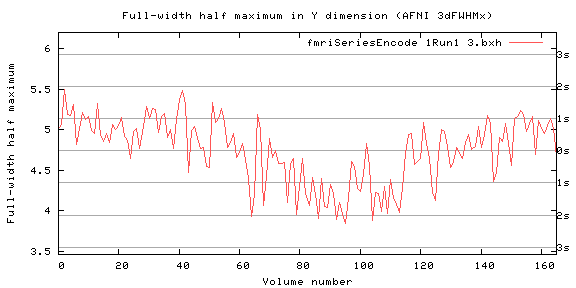 Full-width half maximum in Y dimension (AFNI 3dFWHMx)
fmriSeriesEncode 1Run1 3.bxh
Full-width half maximum
6
5.5
5
4.5
4
3.5
3s
2s
1s
0s
1s
2s
3s
0 20 40 60 80 100 120 140 160
Volume number